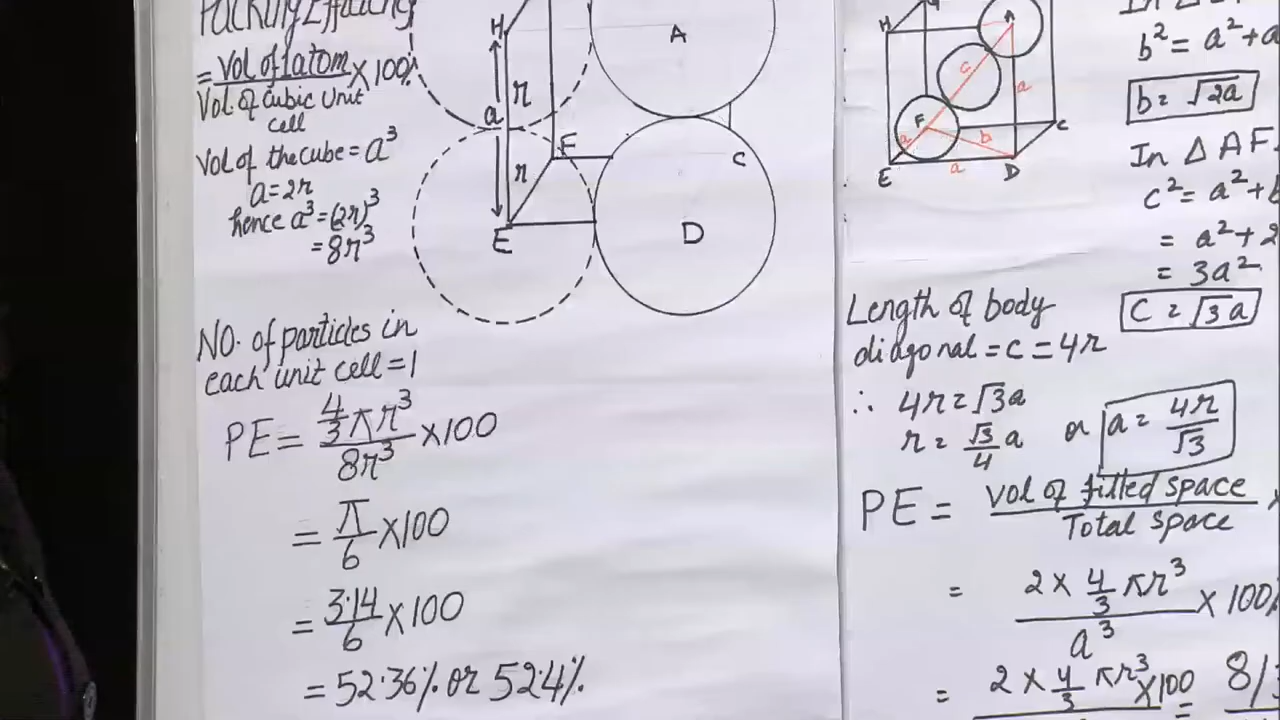 Packing Efficiency
= Vol of 1 atom × 100%
Vol of cubic unit
cell
Vol of the cube = a³
a = 2r
hence a³ = (2r)³
= 8r³
No. of particles in
each unit cell = 1
PE = 4/3 πr³ / 8r³ × 100
= π/6 × 100
= 3.14/6 × 100
= 52.36% or 52.4%
H
r
a
r
F
E
A
C
D
H
A
c
a
F
a
b
C
E
a
D
b² = a² + a
b = √2a
In Δ AF
c² = a² +
= a² + 2
= 3a²
C = √3a
Length of body
diagonal = c = 4r
∴ 4r = √3a
r = √3/4 a or a = 4r/√3
PE = Vol of filled space / Total space ×
= 2 × 4/3 πr³ / a³ × 100%
= 2 × 4/3 πr³ × 100 = 8/3